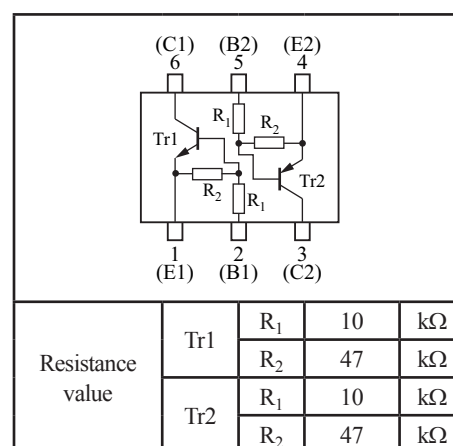 (C1) (B2) (E2)
6 5 4
R1 R2
Tr1
R2 Tr2
R1
1 2 3
(E1) (B1) (C2)
Resistance value Tr1 R1 10 kΩ
R2 47 kΩ
Tr2 R1 10 kΩ
R2 47 kΩ